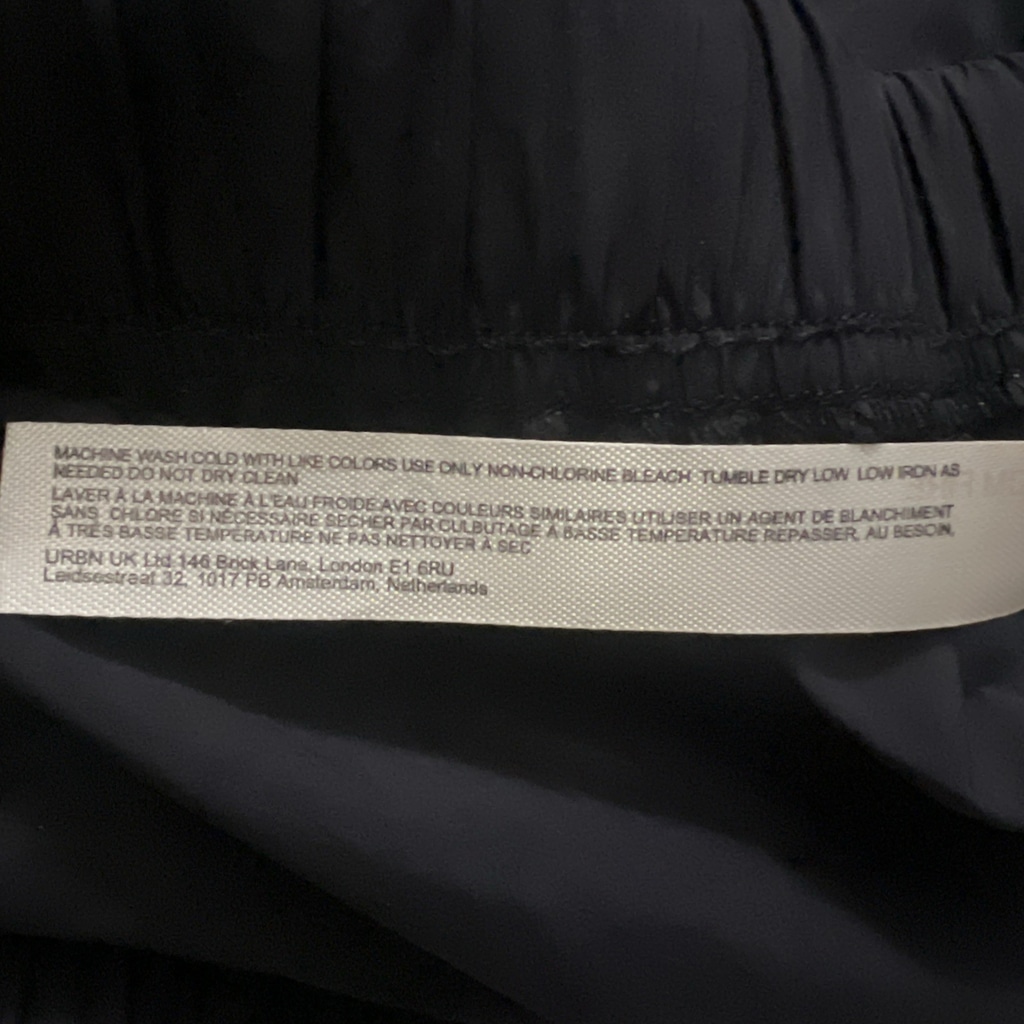 MACHINE WASH COLD WITH LIKE COLORS USE ONLY NON-CHLORINE BLEACH TUMBLE DRY LOW LOW IRON AS
NEEDED DO NOT DRY CLEAN
LAVER À LA MACHINE À L'EAU FROIDE AVEC COULEURS SIMILAIRES UTILISER UN AGENT DE BLANCHIMENT
SANS CHLORE SI NÉCESSAIRE SECHER PAR CULBUTAGE À BASSE TEMPERATURE REPASSER, AU BESOIN,
À TRÈS BASSE TEMPERATURE NE PAS NETTOYER À SEC
URBN UK Ltd 146 Brick Lane, London E1 6RU
Leidsestraat 32, 1017 PB Amsterdam, Netherlands